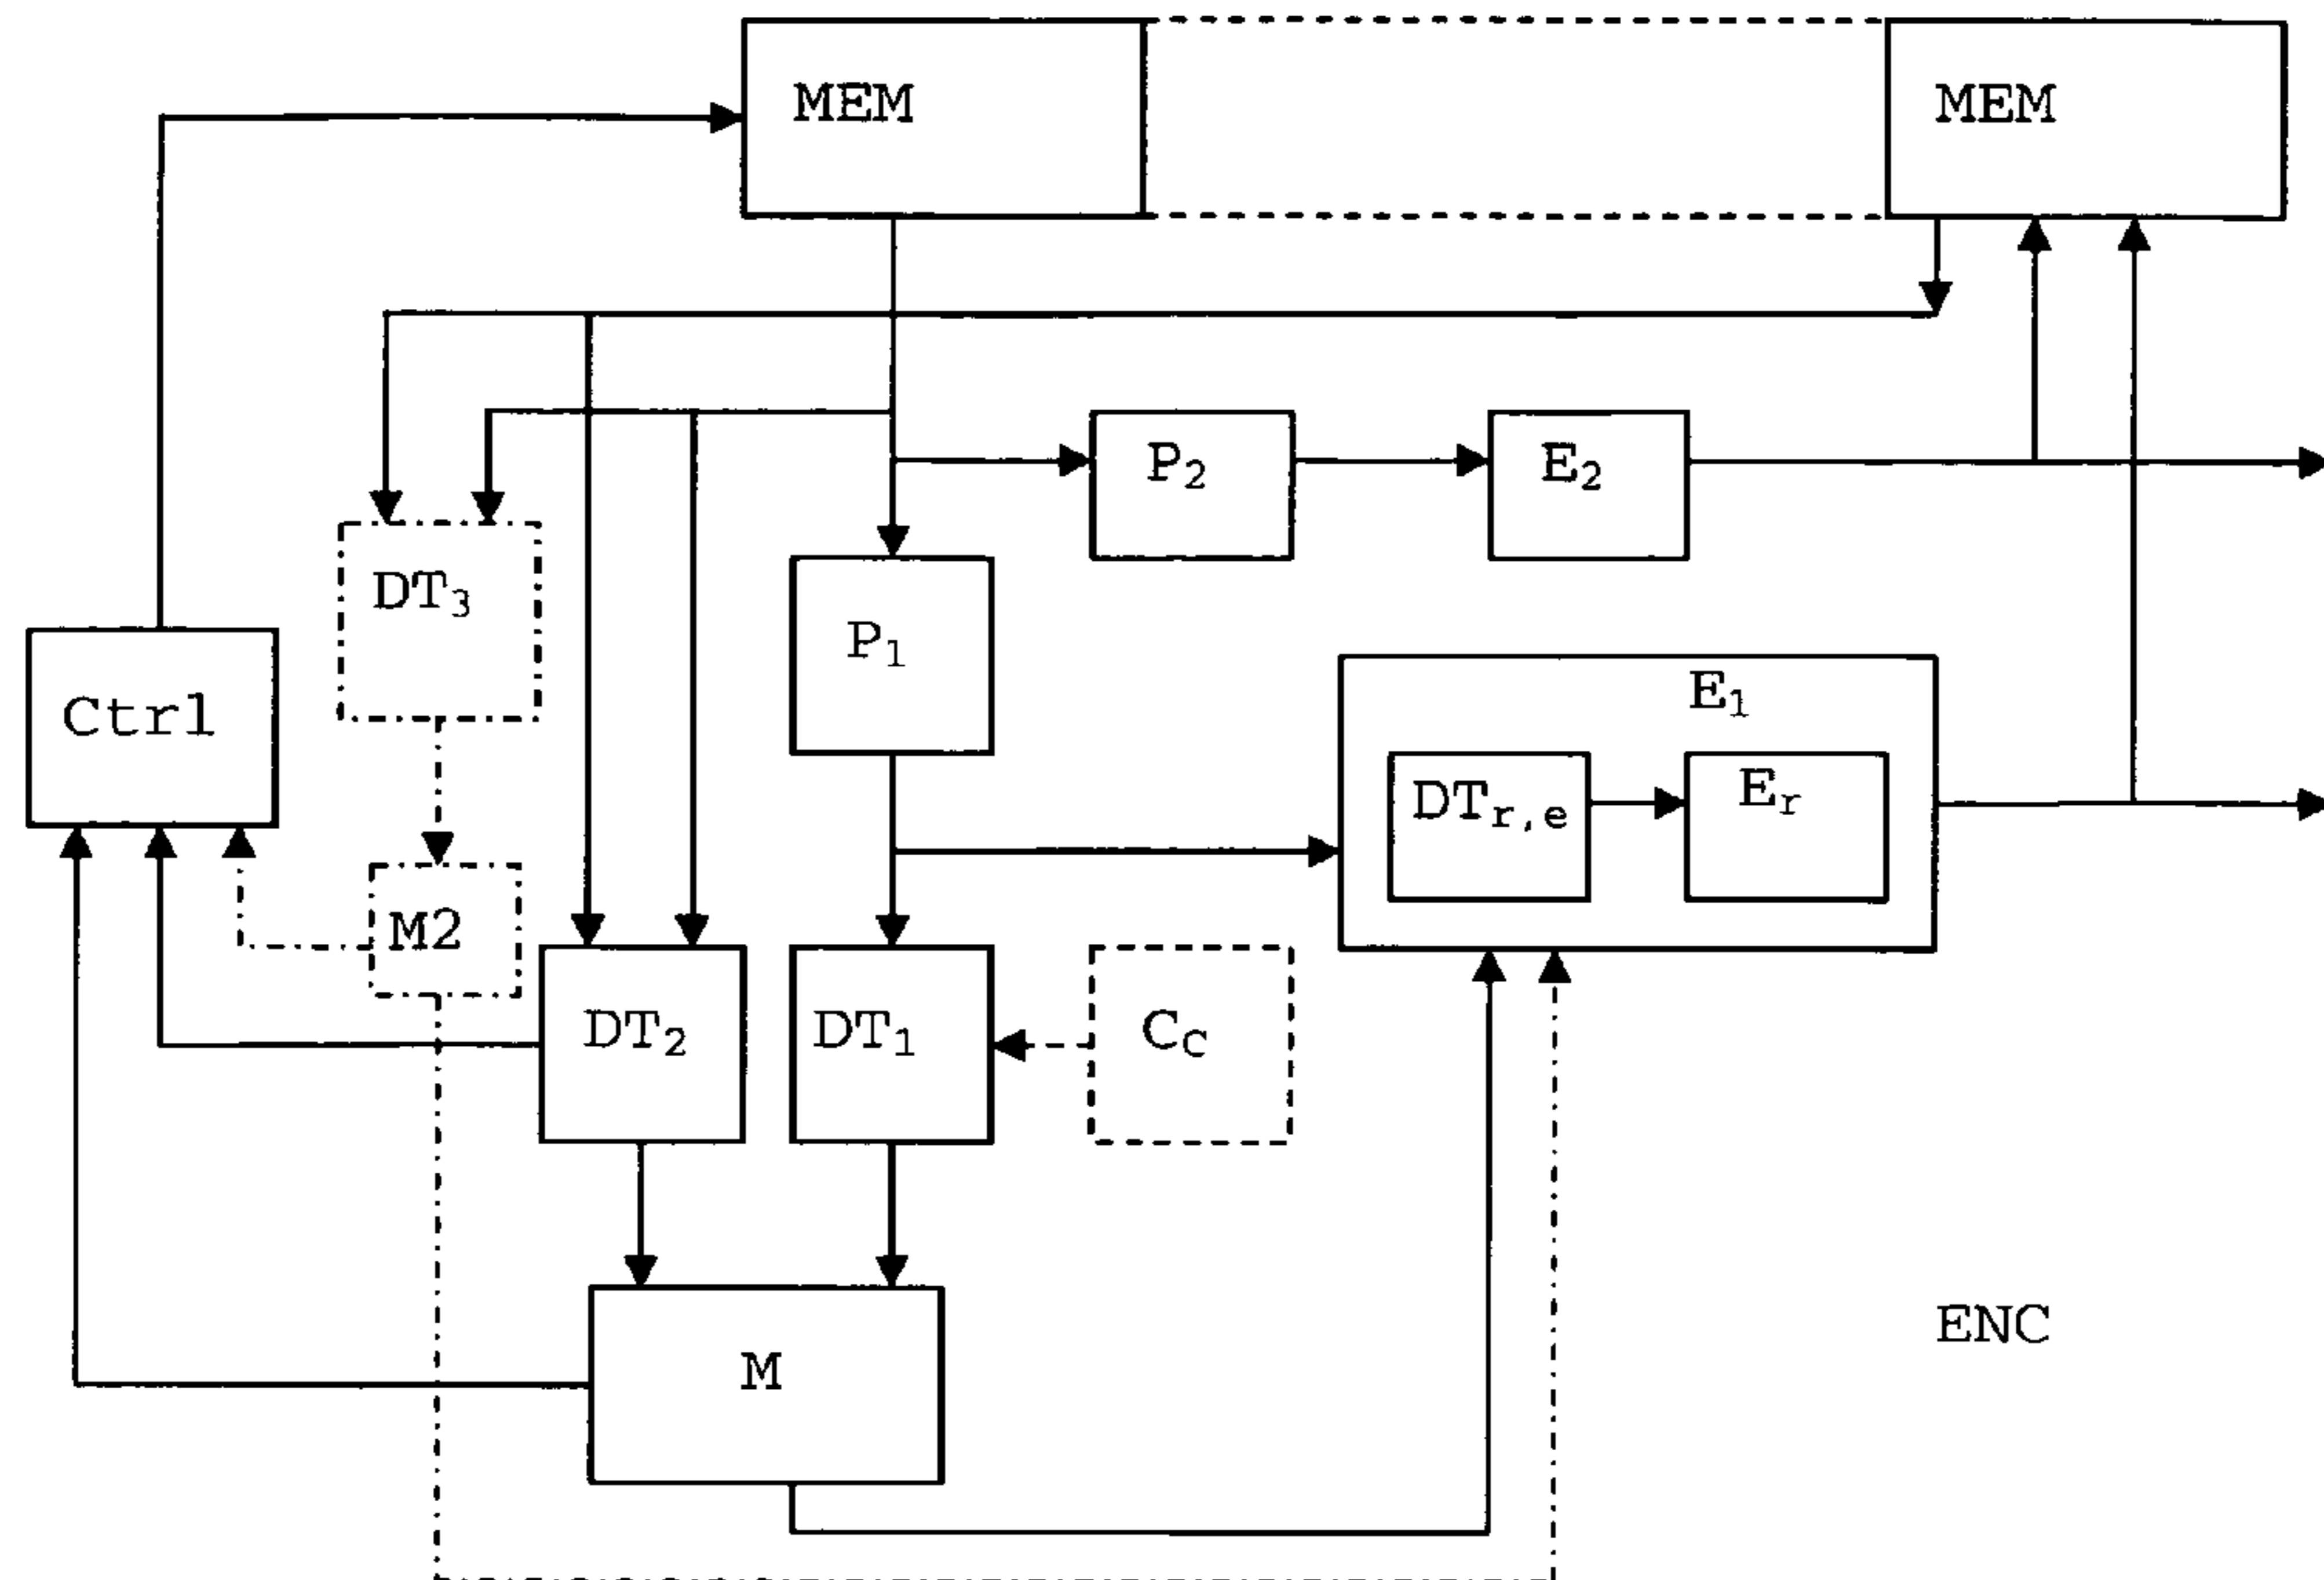 MEM
MEM
P₂
E₂
DT₃
P₁
Ctrl
E₁
DTr,e
Er
M2
DT₂
DT₁
CC
ENC
M